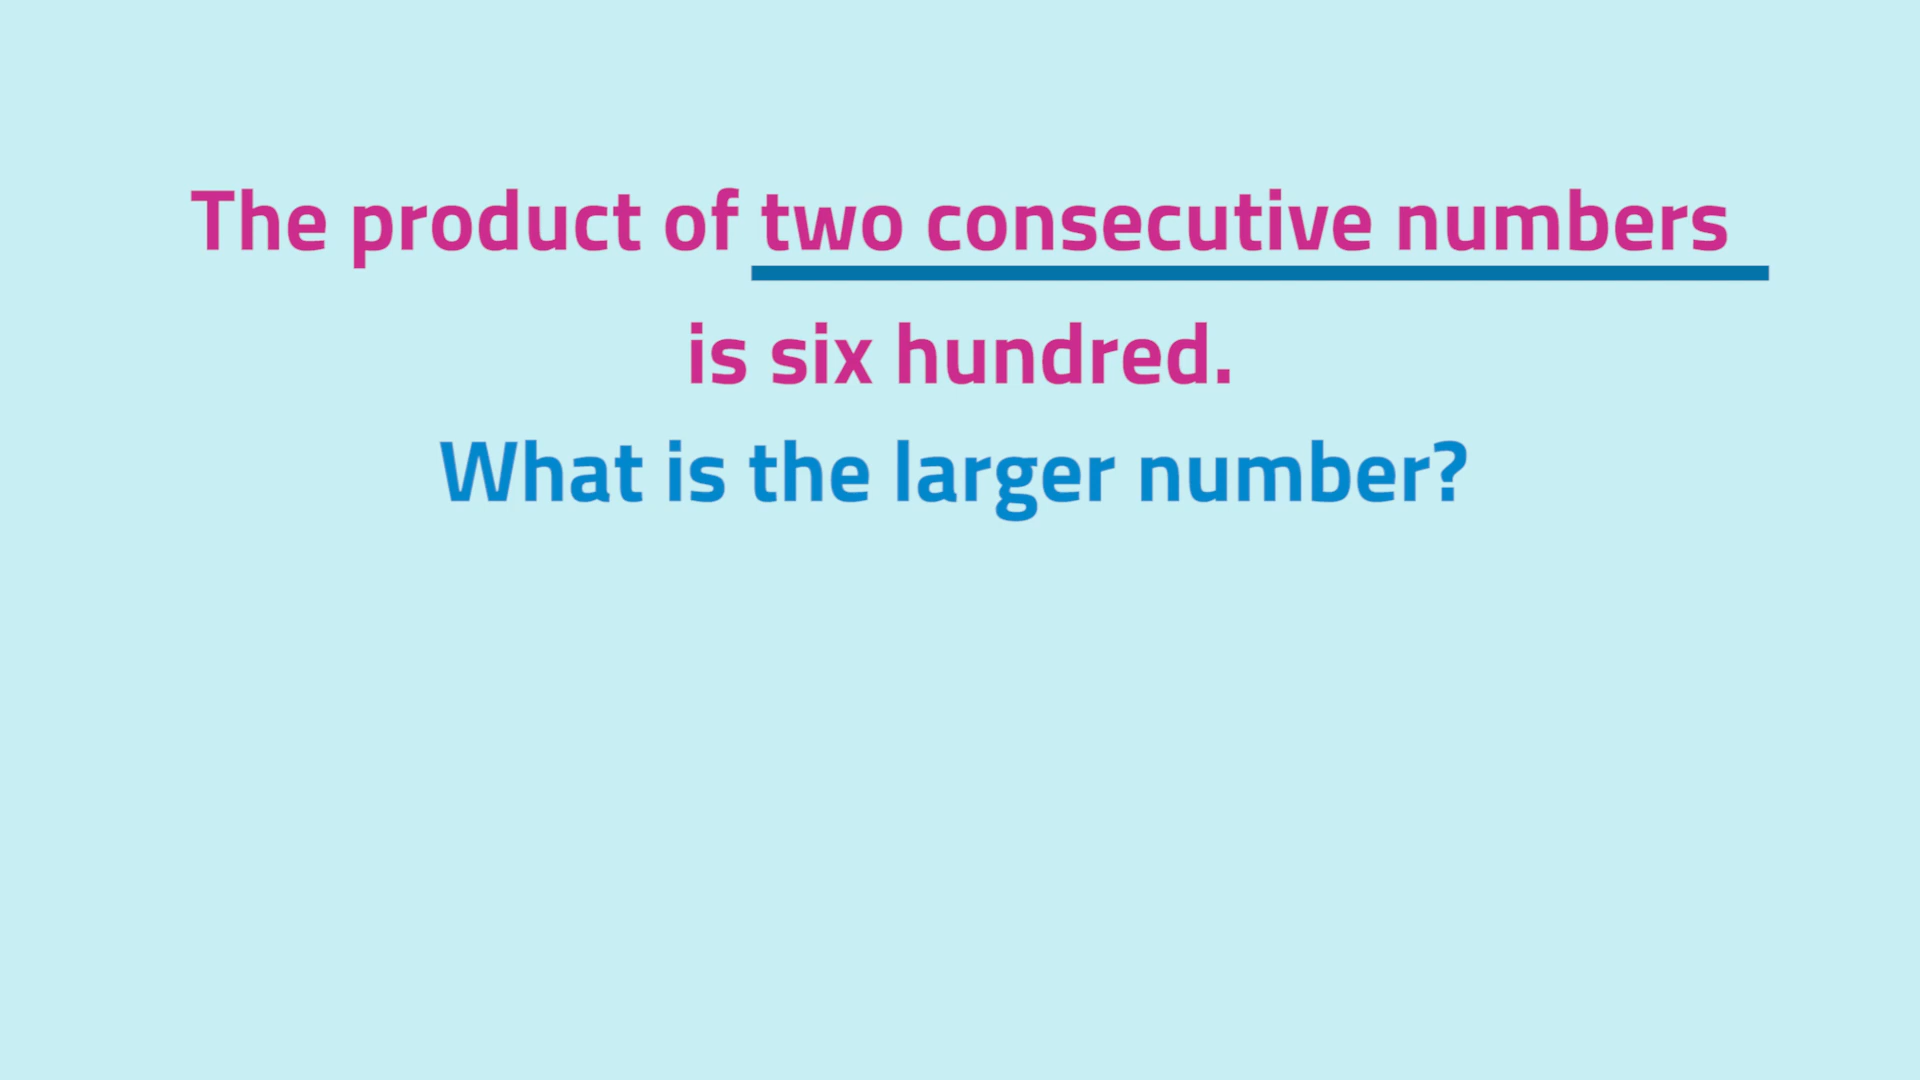 The product of two consecutive numbers
is six hundred.
What is the larger number?